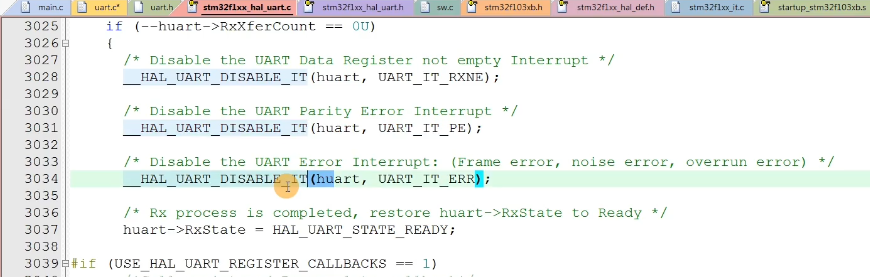 main.c uart.c* uart.h stm32f1xx_hal_uart.c stm32f1xx_hal_uart.h sw.c stm32f103xb.h stm32f1xx_hal_def.h stm32f1xx_it.c startup_stm32f103xb.s
3025 if (--huart->RxXferCount == 0U)
3026 {
3027 /* Disable the UART Data Register not empty Interrupt */
3028 __HAL_UART_DISABLE_IT(huart, UART_IT_RXNE);
3029
3030 /* Disable the UART Parity Error Interrupt */
3031 __HAL_UART_DISABLE_IT(huart, UART_IT_PE);
3032
3033 /* Disable the UART Error Interrupt: (Frame error, noise error, overrun error) */
3034 __HAL_UART_DISABLE_IT(huart, UART_IT_ERR);
3035
3036 /* Rx process is completed, restore huart->RxState to Ready */
3037 huart->RxState = HAL_UART_STATE_READY;
3038
3039 #if (USE_HAL_UART_REGISTER_CALLBACKS == 1)